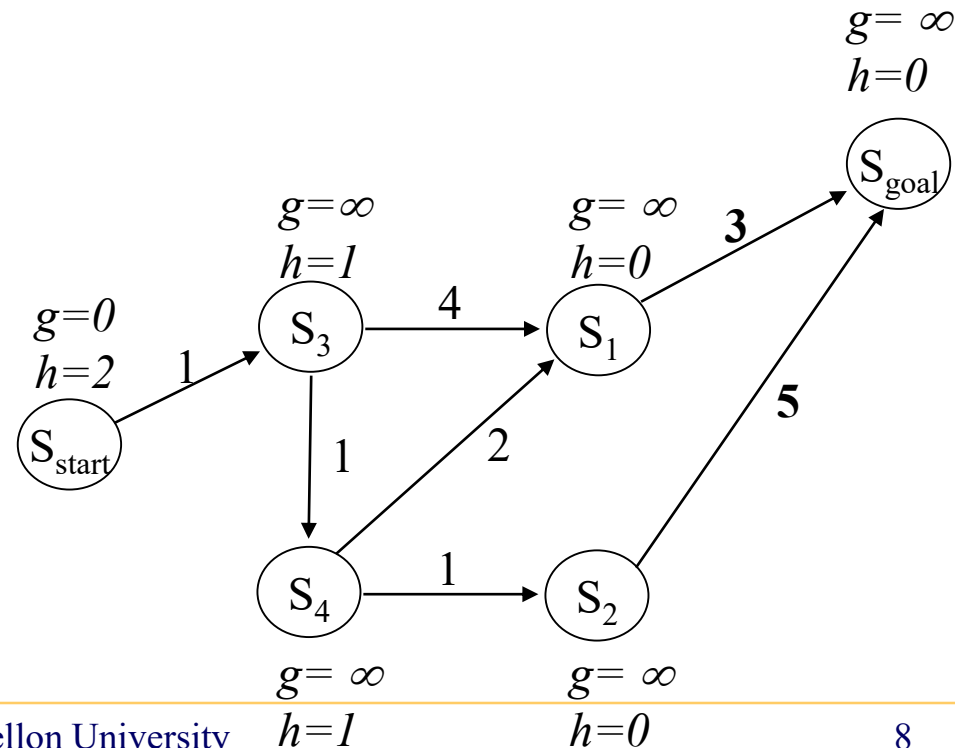 g= ∞
h=0
S_goal
g=∞
h=1
g= ∞
h=0
3
g=0
h=2
1
S_3
4
S_1
S_start
1
2
5
S_4
1
S_2
g= ∞
h=1
g= ∞
h=0
ellon University
8